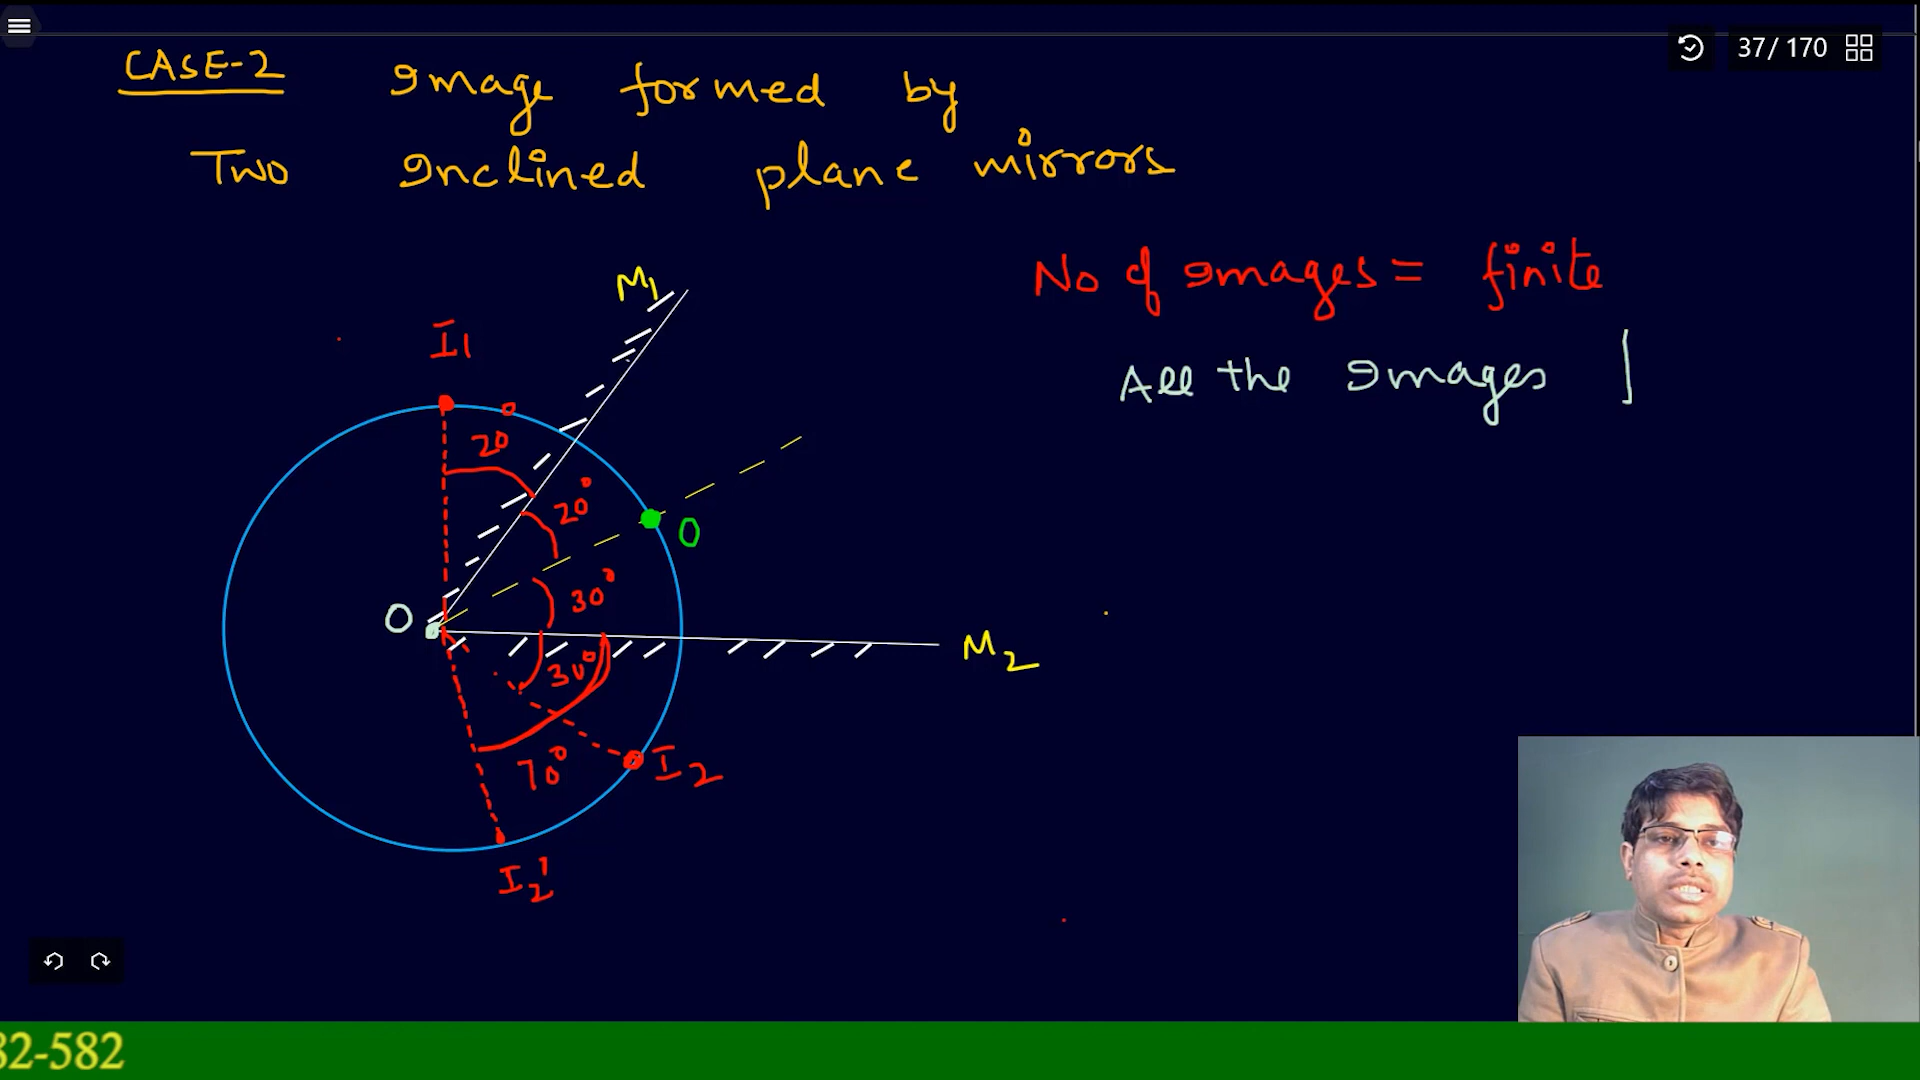 37/ 170
CASE-2 Image formed by
Two Inclined plane mirrors
M1
No of Images = finite
I1
All the Images
20°
20°
O
30°
O
M2
30°
70°
I2
I2'
82-582